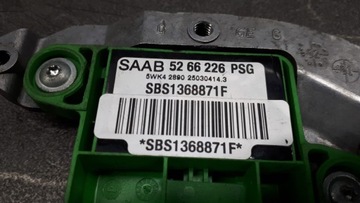 SAAB 52 66 226 PSG
5WK4 2890 25030414.3
SBS1368871F
*SBS1368871F*